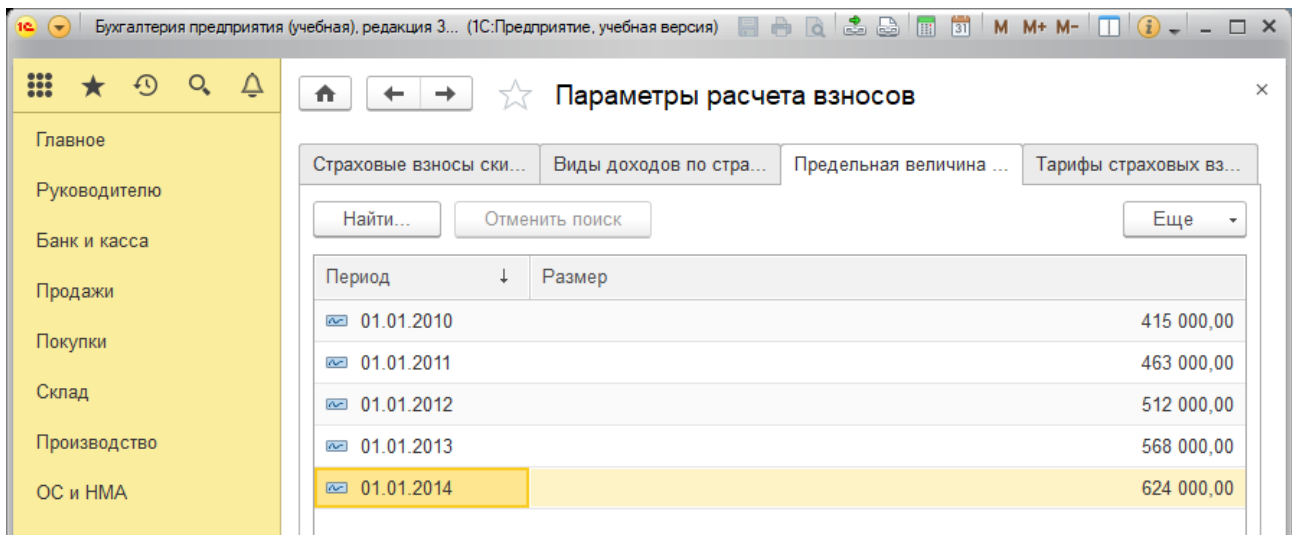 1С Бухгалтерия предприятия (учебная), редакция 3... (1С:Предприятие, учебная версия) 31 M M+ M-
Параметры расчета взносов
Главное
Руководителю
Банк и касса
Продажи
Покупки
Склад
Производство
ОС и НМА
Страховые взносы ски... Виды доходов по стра... Предельная величина ... Тарифы страховых вз...
Найти... Отменить поиск Еще
Период Размер
01.01.2010 415 000,00
01.01.2011 463 000,00
01.01.2012 512 000,00
01.01.2013 568 000,00
01.01.2014 624 000,00